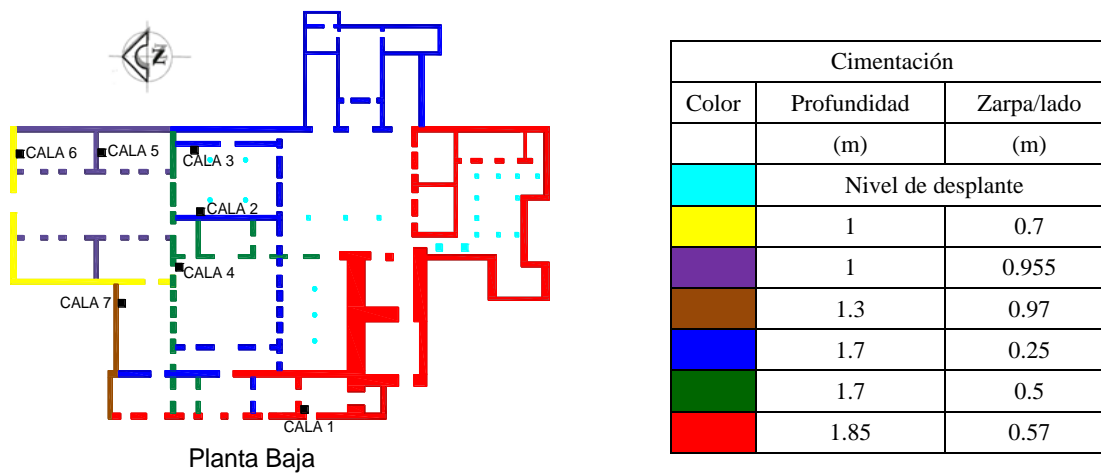 Z
CALA 6
CALA 5
CALA 3
CALA 2
CALA 4
CALA 7
CALA 1
Planta Baja
Cimentación
Color Profundidad Zarpa/lado
(m) (m)
Nivel de desplante
1 0.7
1 0.955
1.3 0.97
1.7 0.25
1.7 0.5
1.85 0.57